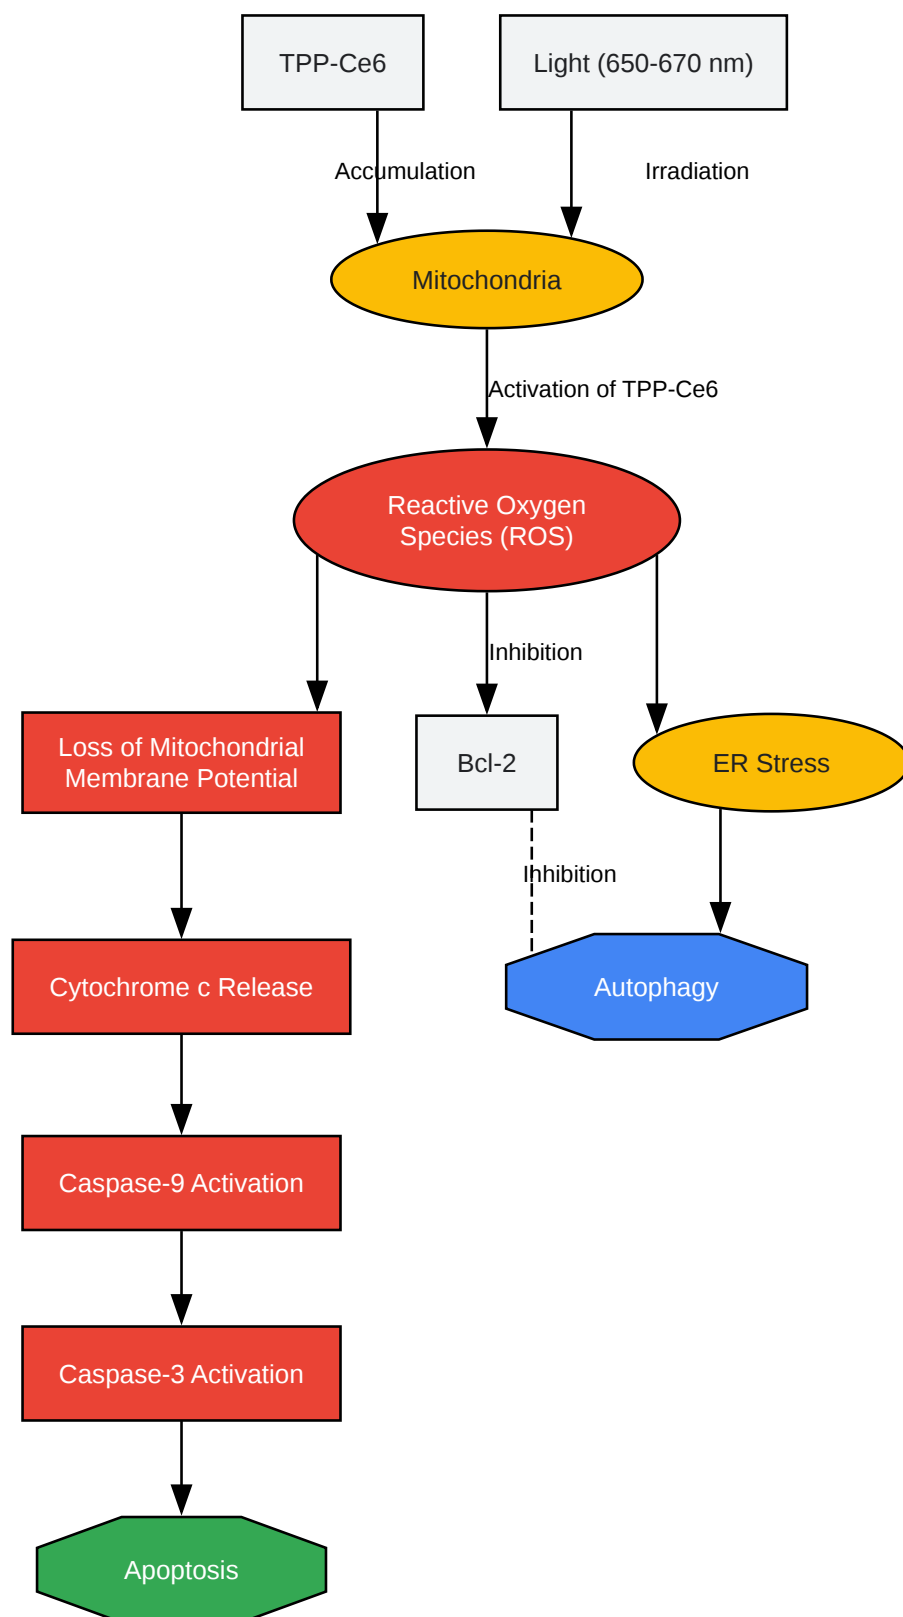 TPP-Ce6
Light (650-670 nm)
Accumulation
Irradiation
Mitochondria
Activation of TPP-Ce6
Reactive Oxygen
Species (ROS)
Inhibition
Loss of Mitochondrial
Membrane Potential
Bcl-2
ER Stress
Inhibition
Cytochrome c Release
Autophagy
Caspase-9 Activation
Caspase-3 Activation
Apoptosis